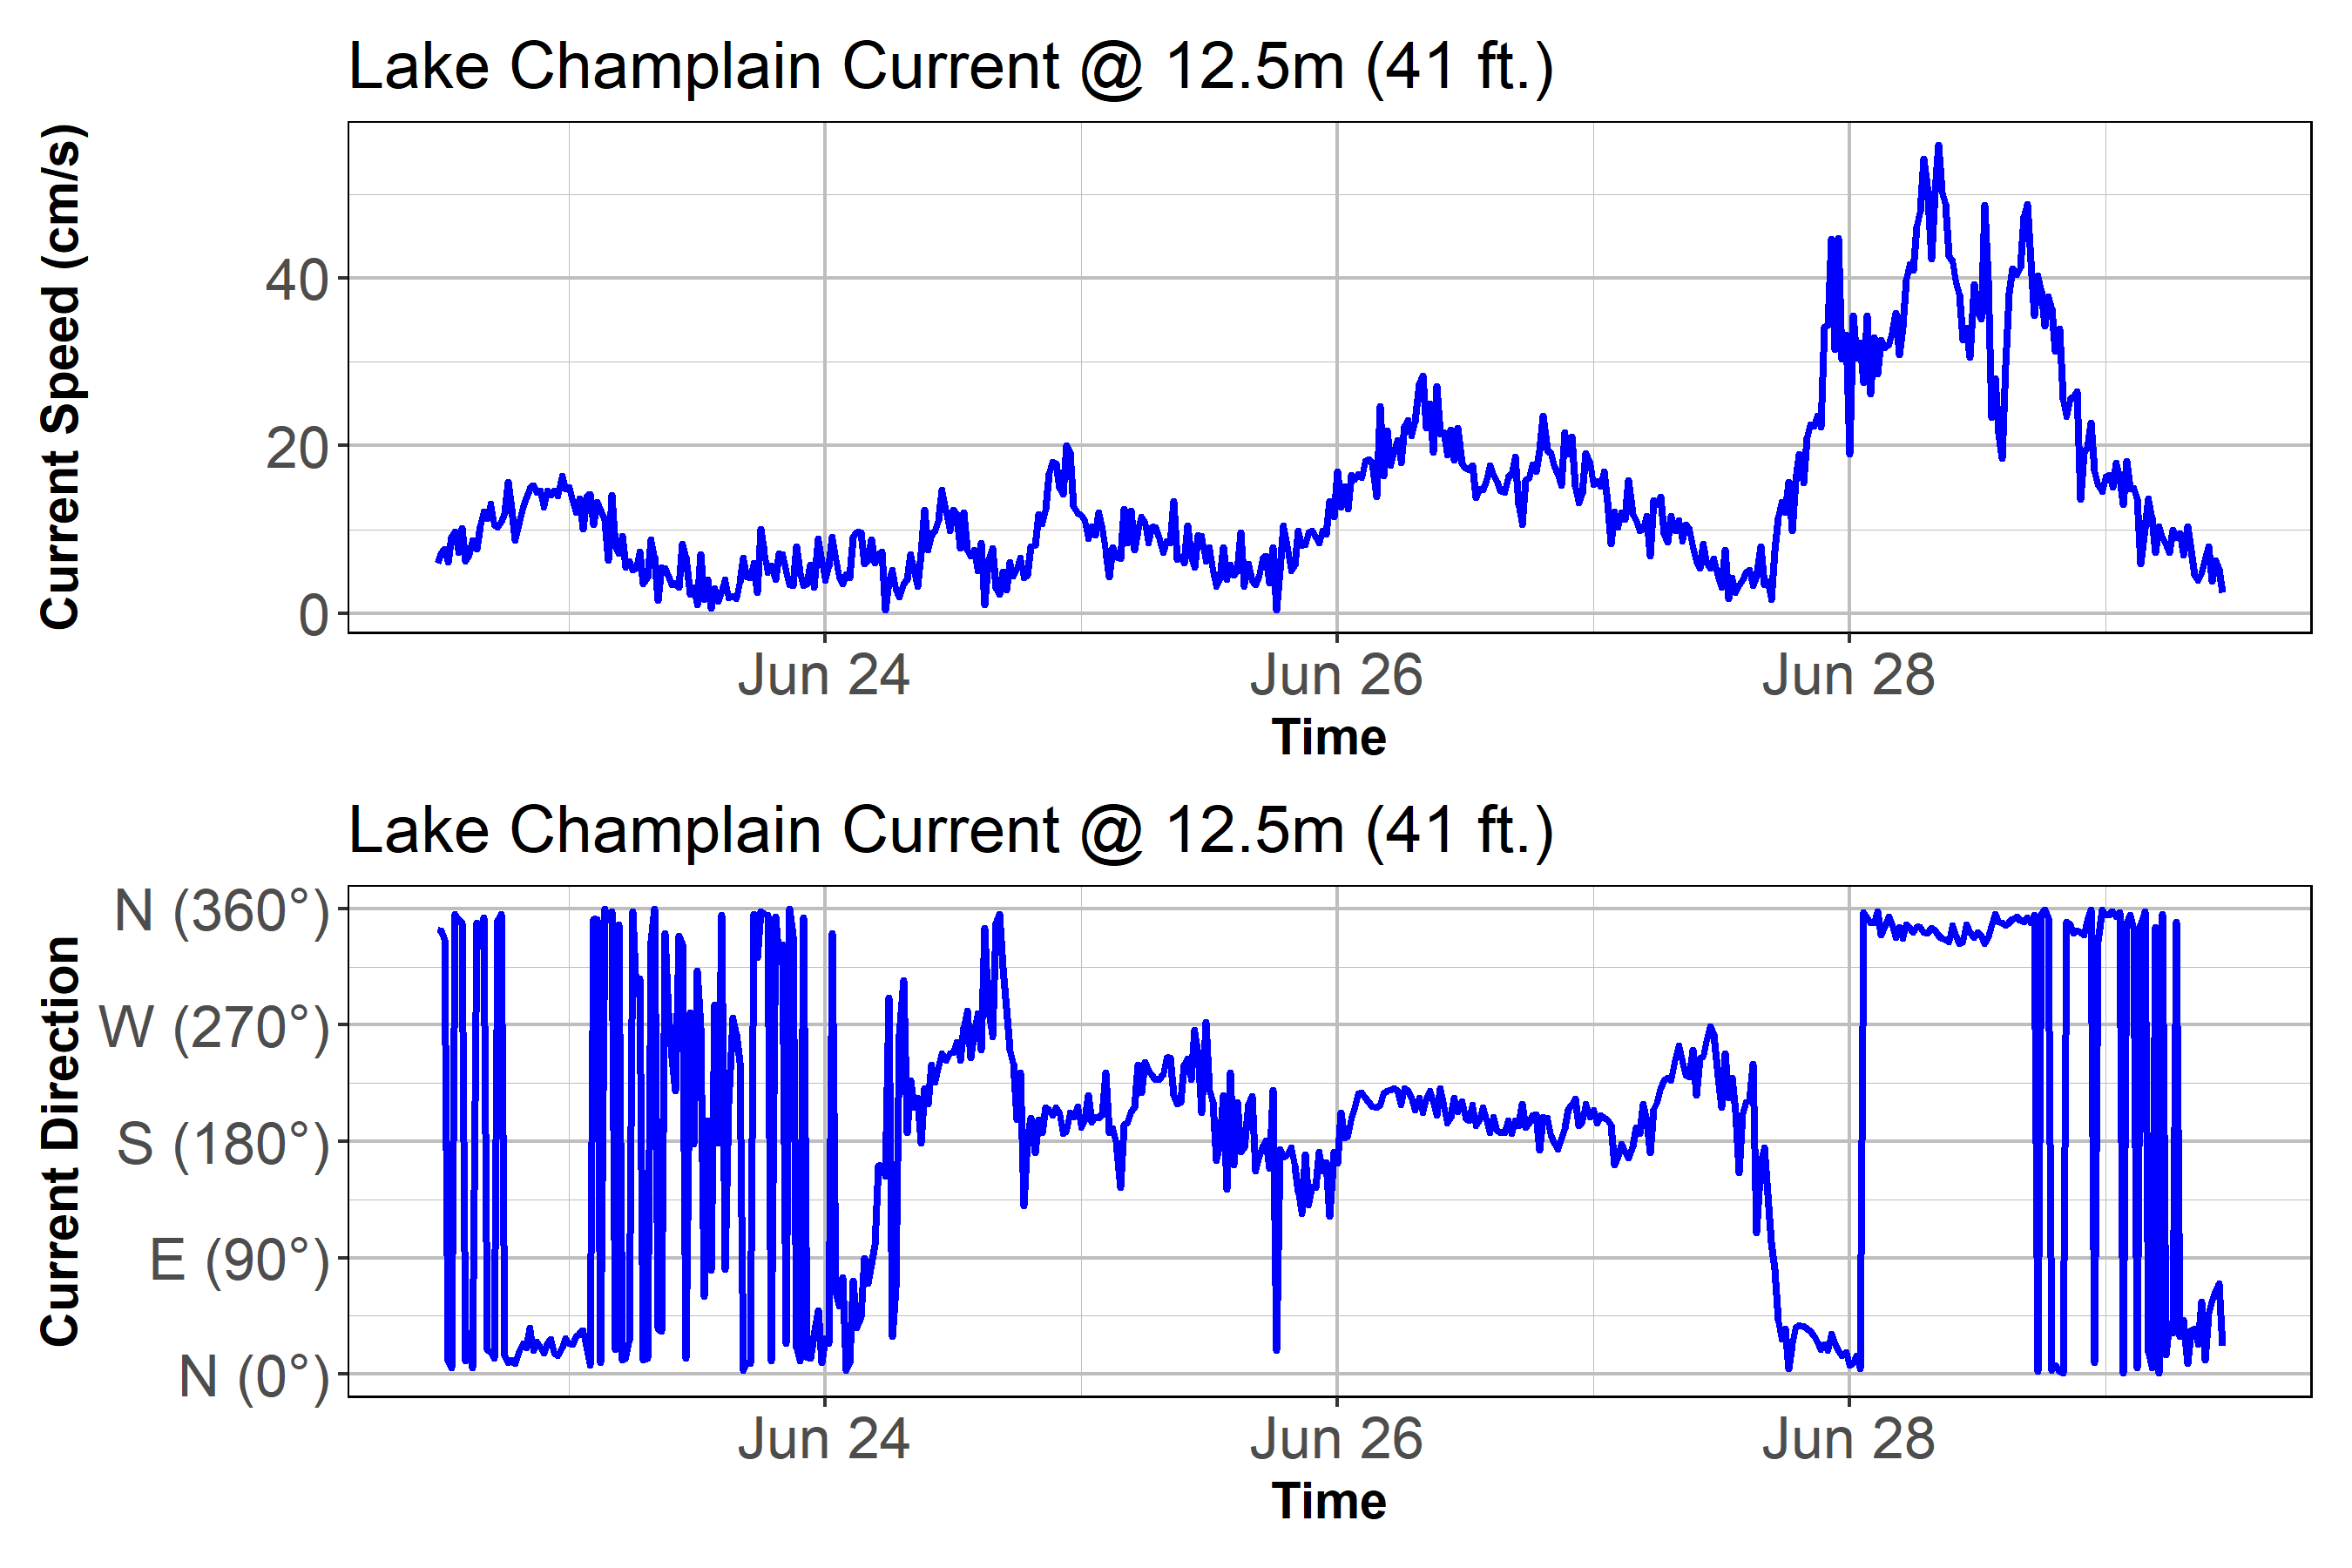 Lake Champlain Current @ 12.5m (41 ft.)
Current Speed (cm/s)
40
20
0
Jun 24 Jun 26 Jun 28
Time
Lake Champlain Current @ 12.5m (41 ft.)
Current Direction
N (360°)
W (270°)
S (180°)
E (90°)
N (0°)
Jun 24 Jun 26 Jun 28
Time